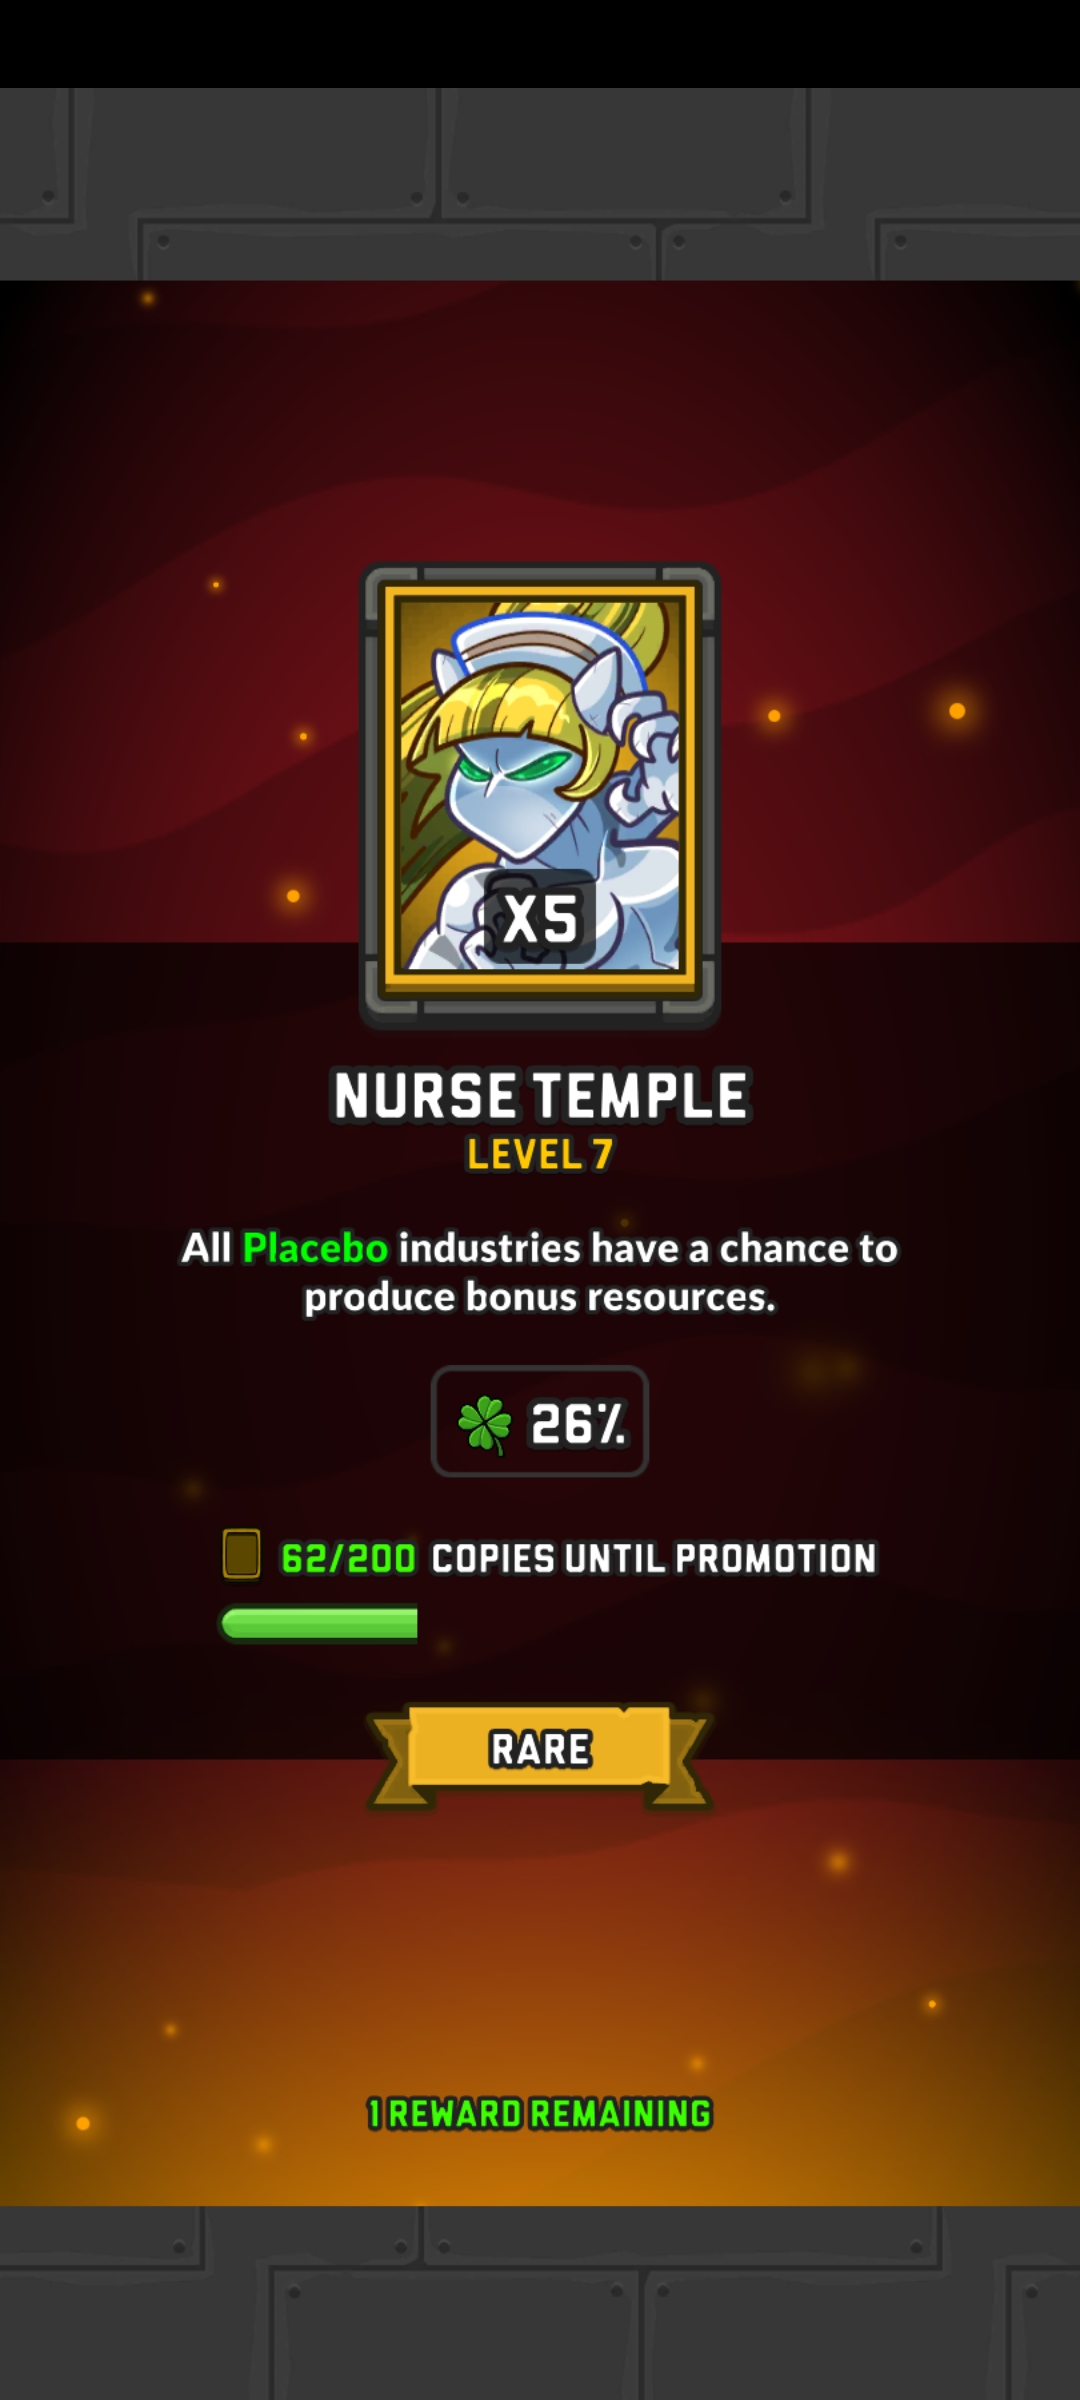 X5
NURSE TEMPLE
LEVEL 7
All Placebo industries have a chance to
produce bonus resources.
26%
62/200 COPIES UNTIL PROMOTION
RARE
1 REWARD REMAINING